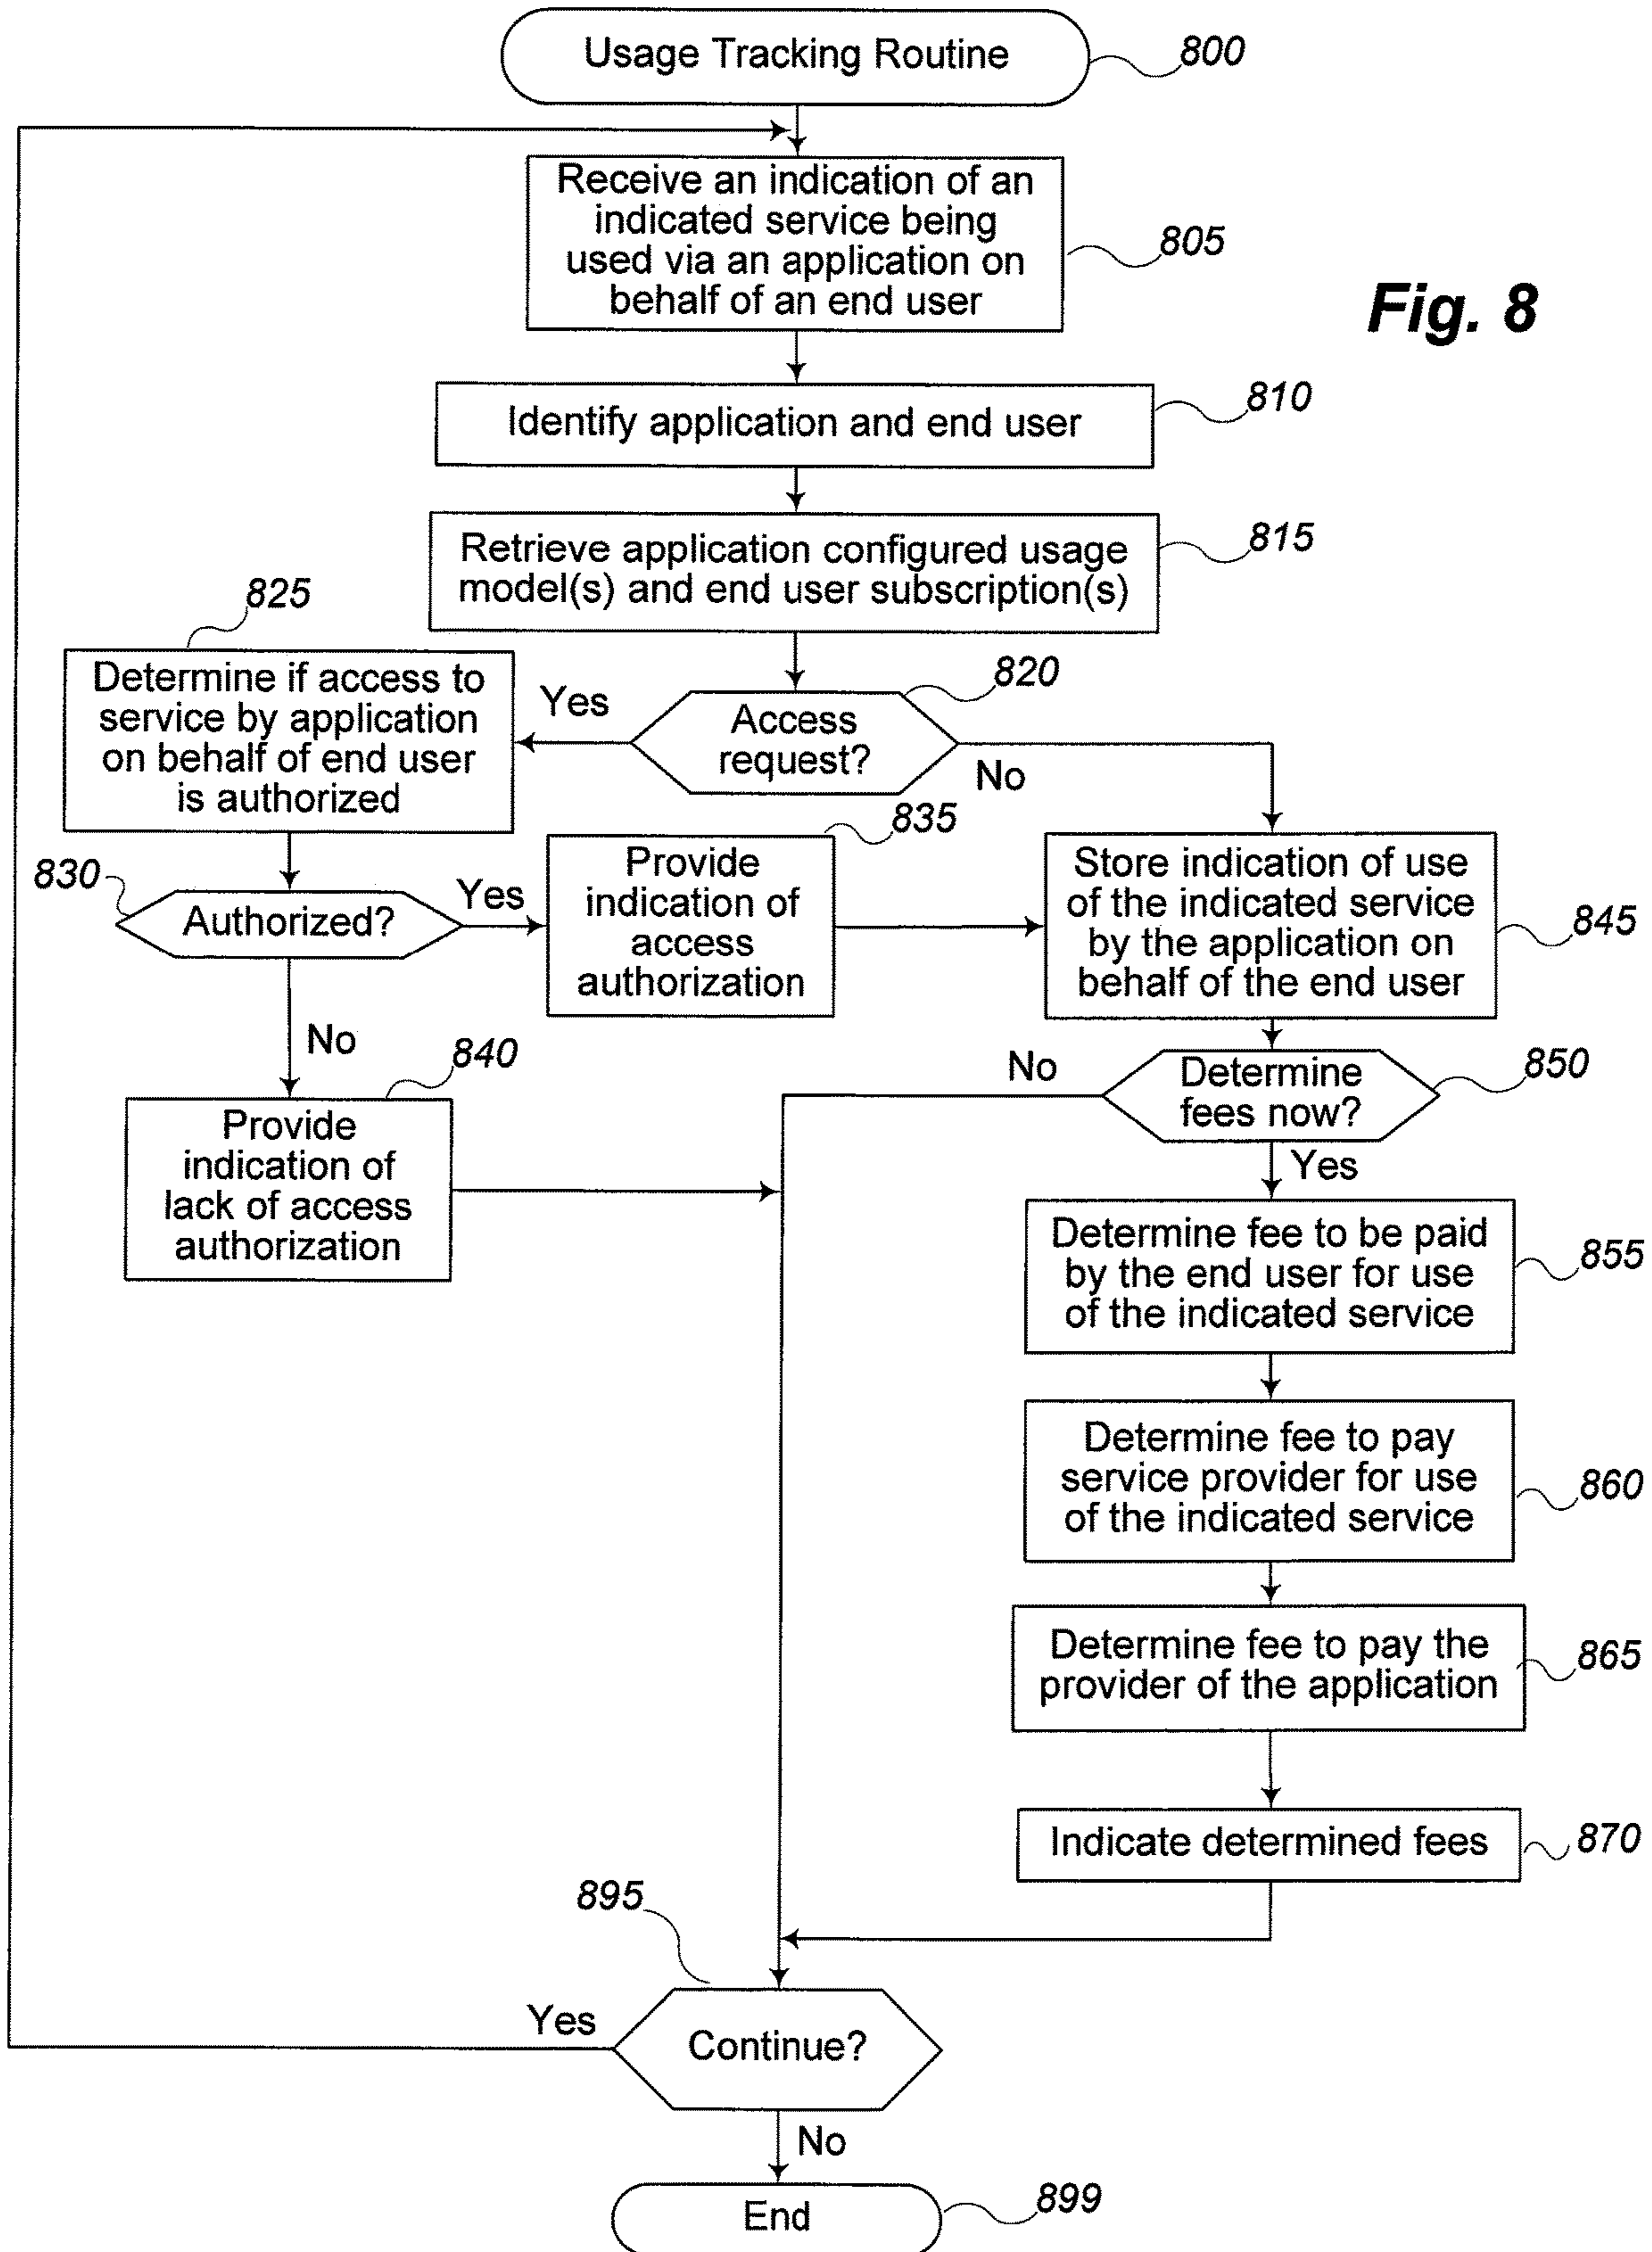 Usage Tracking Routine
800
Receive an indication of an
indicated service being
used via an application on
behalf of an end user
805
Fig. 8
Identify application and end user
810
Retrieve application configured usage
model(s) and end user subscription(s)
815
825
Determine if access to
service by application
on behalf of end user
is authorized
Yes
Access
request?
820
No
835
830
Authorized?
Yes
Provide
indication of
access
authorization
Store indication of use
of the indicated service
by the application on
behalf of the end user
845
No
840
Provide
indication of
lack of access
authorization
No
Determine
fees now?
850
Yes
Determine fee to be paid
by the end user for use
of the indicated service
855
Determine fee to pay
service provider for use
of the indicated service
860
Determine fee to pay the
provider of the application
865
Indicate determined fees
870
895
Yes
Continue?
No
End
899